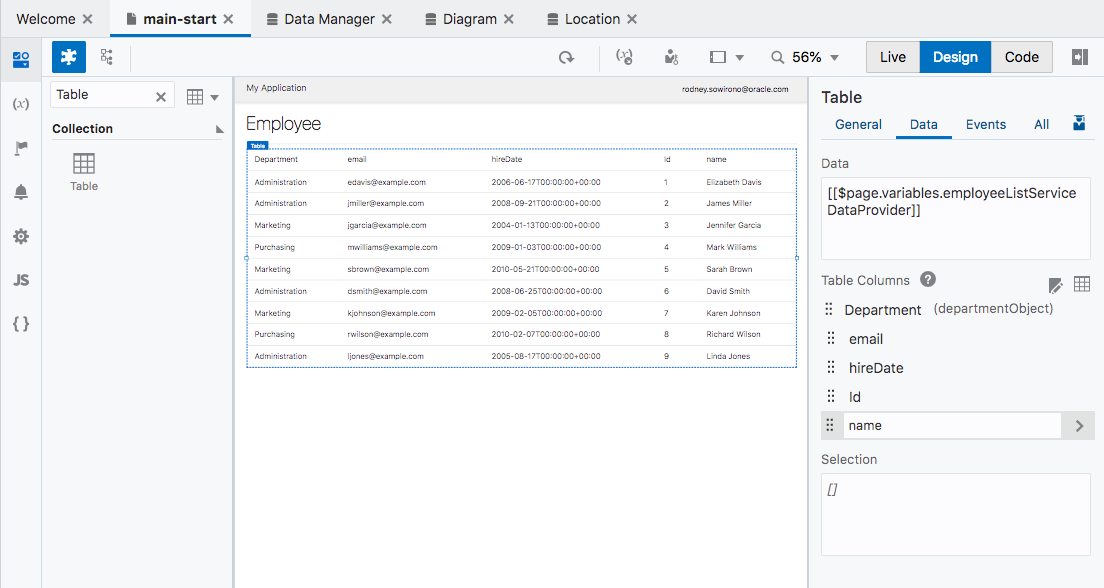 Welcome
main-start
Data Manager
Diagram
Location
56%
Live
Design
Code
(x)
JS
{ }
Table
Collection
Table
My Application
rodney.sowirono@oracle.com
Employee
Table
Department email hireDate Id name
Administration edavis@example.com 2006-06-17T00:00:00+00:00 1 Elizabeth Davis
Administration jmiller@example.com 2008-09-21T00:00:00+00:00 2 James Miller
Marketing jgarcia@example.com 2004-01-13T00:00:00+00:00 3 Jennifer Garcia
Purchasing mwilliams@example.com 2009-01-03T00:00:00+00:00 4 Mark Williams
Marketing sbrown@example.com 2010-05-21T00:00:00+00:00 5 Sarah Brown
Administration dsmith@example.com 2008-06-25T00:00:00+00:00 6 David Smith
Marketing kjohnson@example.com 2009-02-05T00:00:00+00:00 7 Karen Johnson
Purchasing rwilson@example.com 2010-02-07T00:00:00+00:00 8 Richard Wilson
Administration ljones@example.com 2005-08-17T00:00:00+00:00 9 Linda Jones
Table
General Data Events All
Data
[[$page.variables.employeeListService
DataProvider]]
Table Columns ?
Department (departmentObject)
email
hireDate
Id
name
Selection
[]